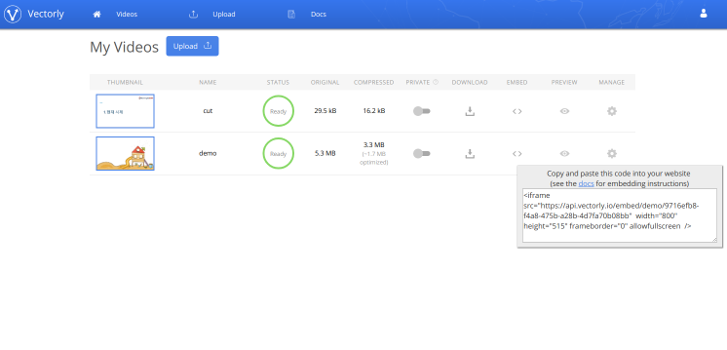 Vectorly
Videos
Upload
Docs
My Videos
Upload
THUMBNAIL NAME STATUS ORIGINAL COMPRESSED PRIVATE DOWNLOAD EMBED PREVIEW MANAGE
cut Ready 29.5 kB 16.2 kB
demo Ready 5.3 MB 3.3 MB
(~1.7 MB
optimized)
Copy and paste this code into your website
(see the docs for embedding instructions)
<iframe
src="https://api.vectorly.io/embed/demo/9716efb8-
f4a8-475b-a28b-4d7fa70b08bb" width="800"
height="515" frameborder="0" allowfullscreen />